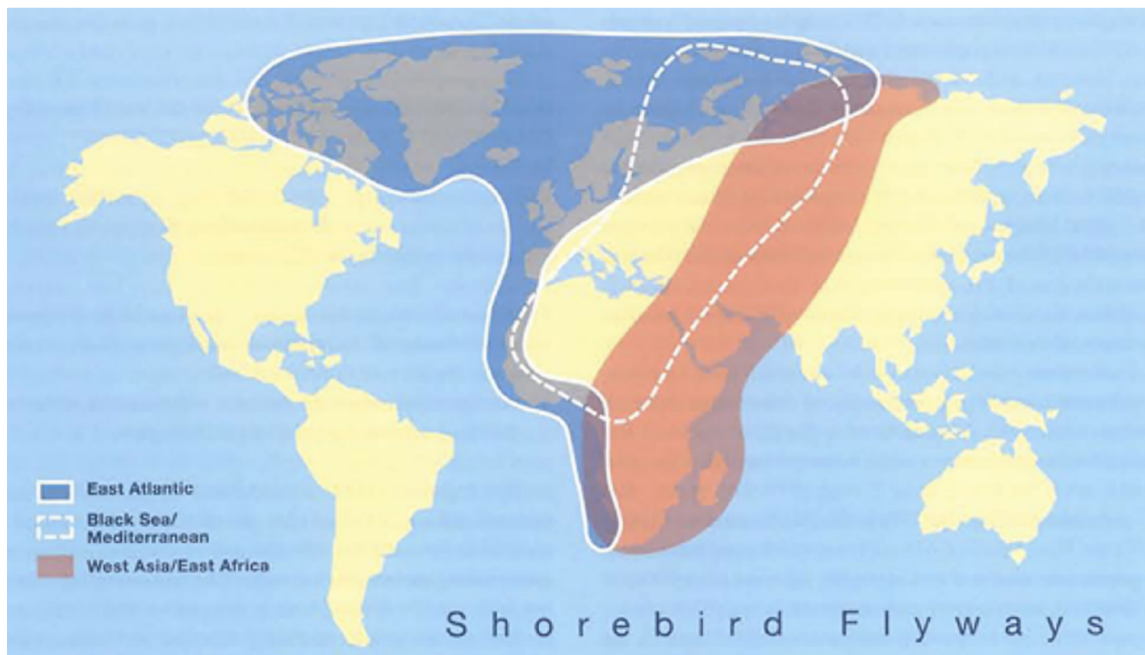 East Atlantic
Black Sea/
Mediterranean
West Asia/East Africa
Shorebird Flyways